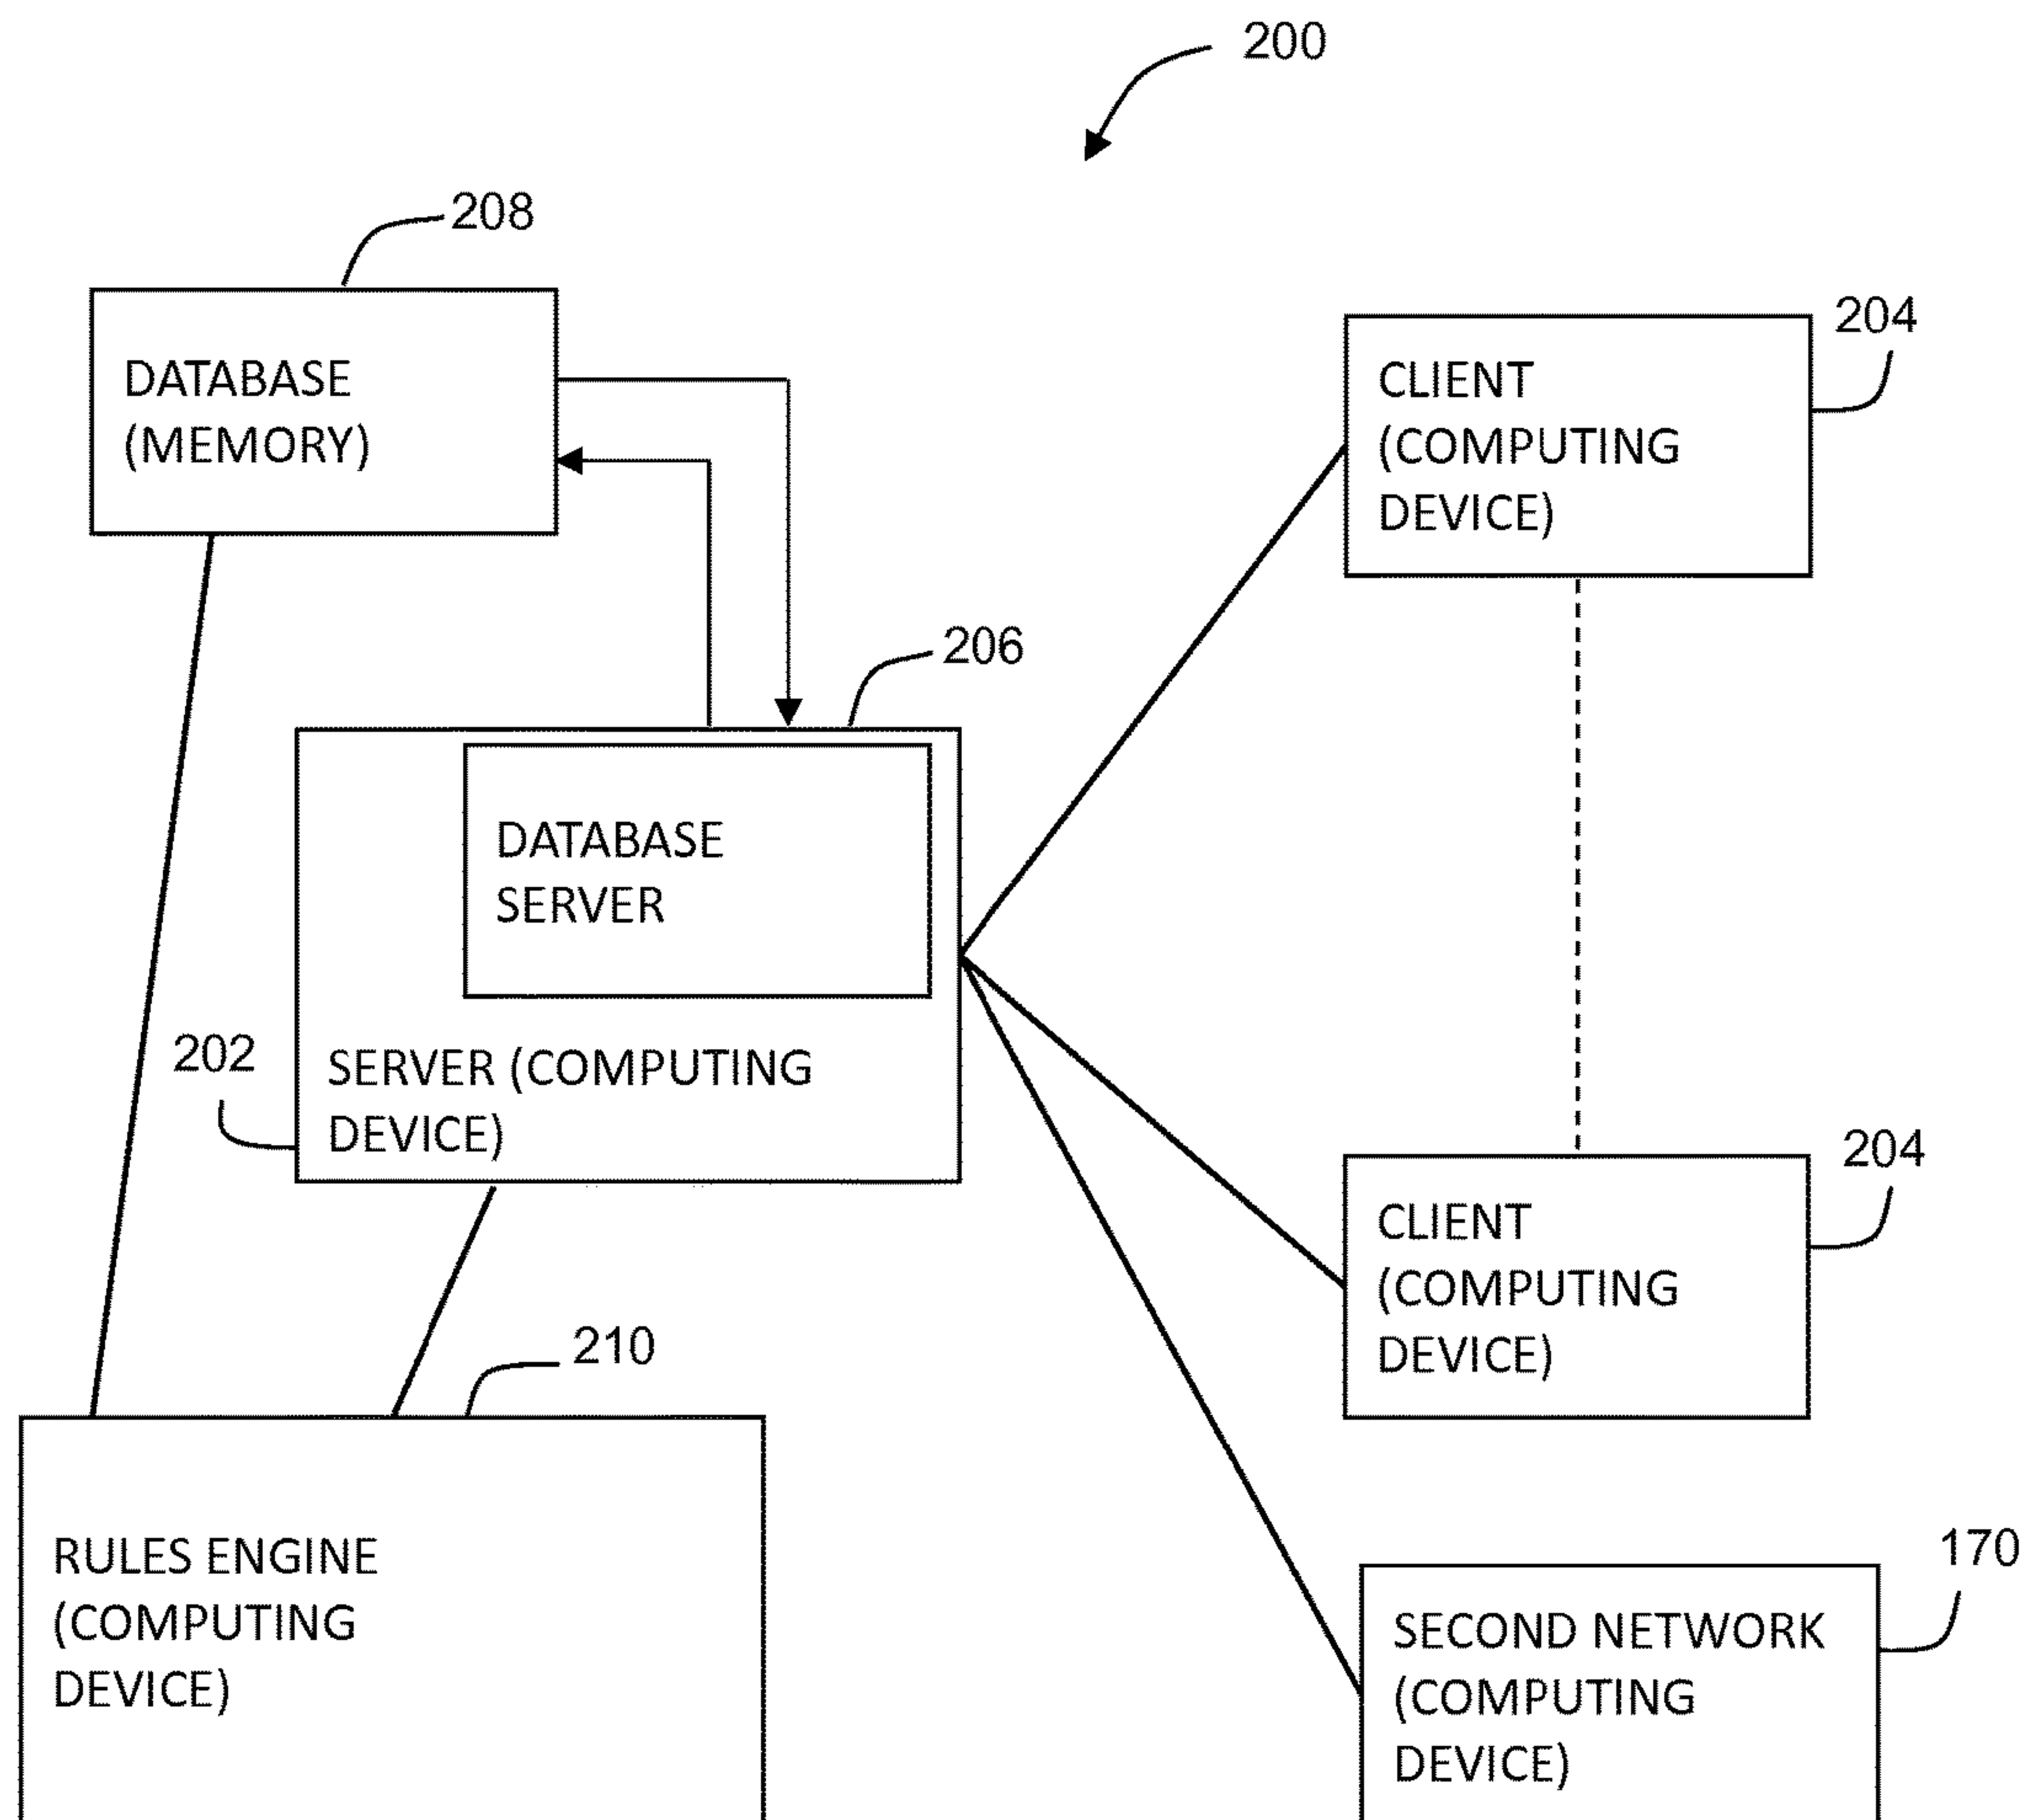 200
208
DATABASE
(MEMORY)
204
CLIENT
(COMPUTING
DEVICE)
206
DATABASE
SERVER
202
SERVER (COMPUTING
DEVICE)
204
CLIENT
(COMPUTING
DEVICE)
210
RULES ENGINE
(COMPUTING
DEVICE)
170
SECOND NETWORK
(COMPUTING
DEVICE)